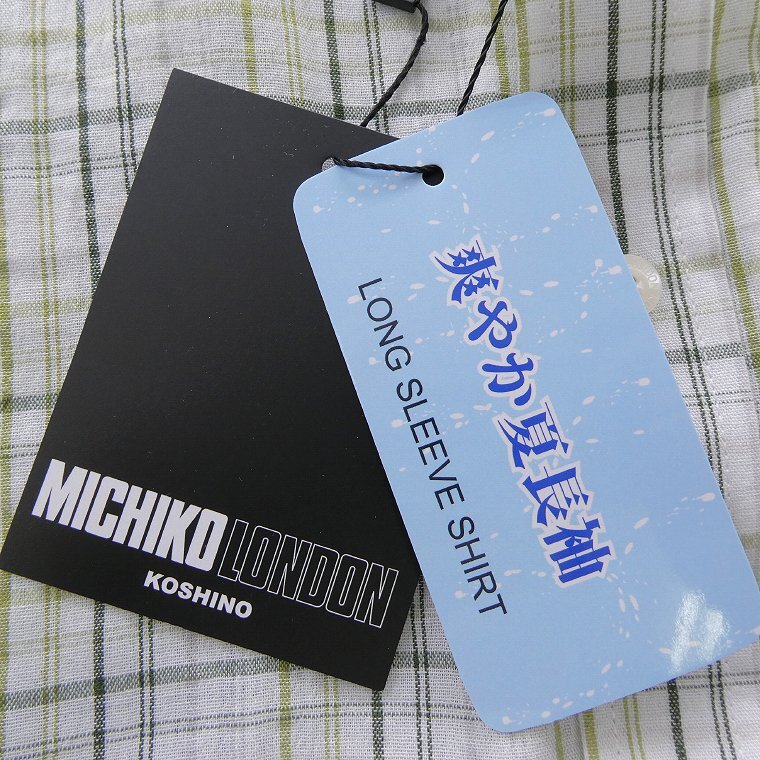 MICHIKO LONDON
KOSHINO
爽やか夏長袖
LONG SLEEVE SHIRT